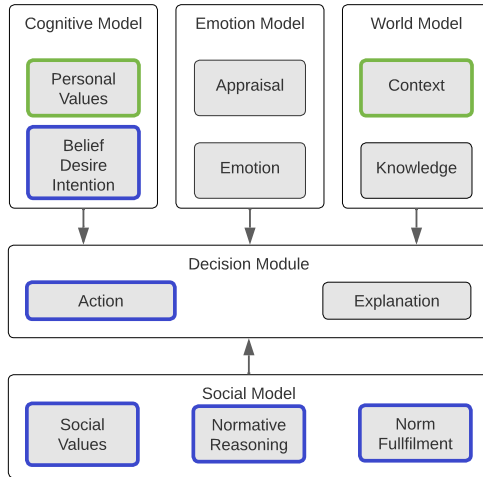 Cognitive Model
Emotion Model
World Model
Personal
Values
Appraisal
Context
Belief
Desire
Intention
Emotion
Knowledge
Decision Module
Action
Explanation
Social Model
Social
Values
Normative
Reasoning
Norm
Fullfilment